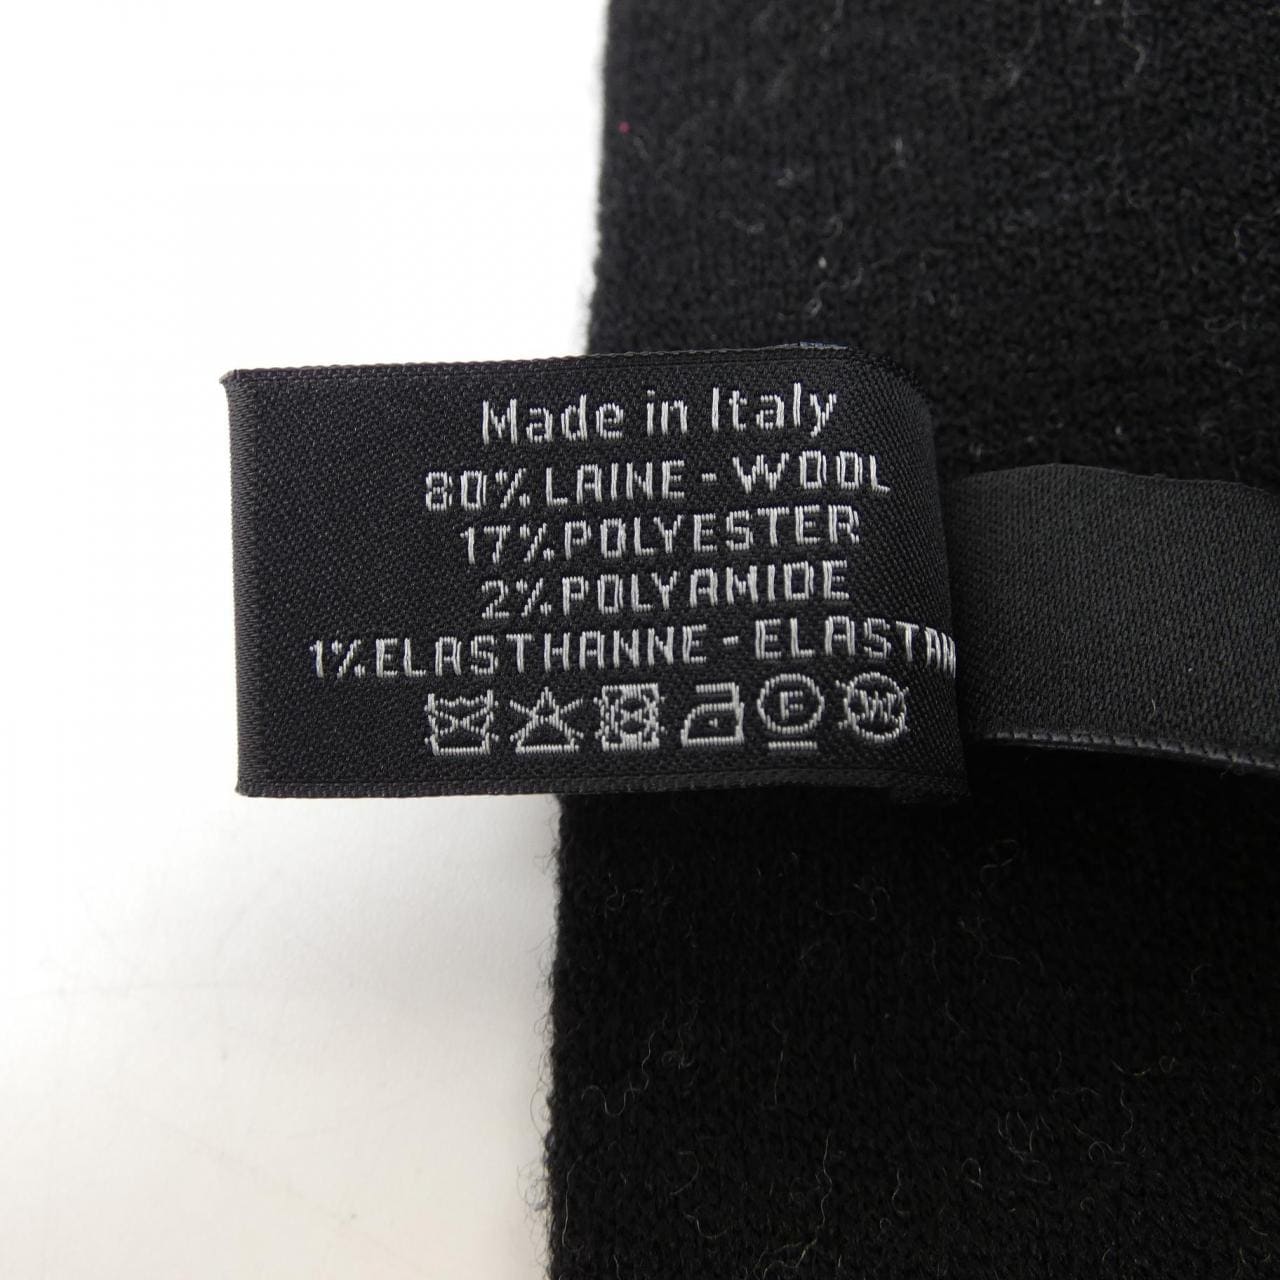 Made in Italy
80% LAINE - WOOL
17% POLYESTER
2% POLYAMIDE
1% ELASTHANNE - ELASTAN
P W